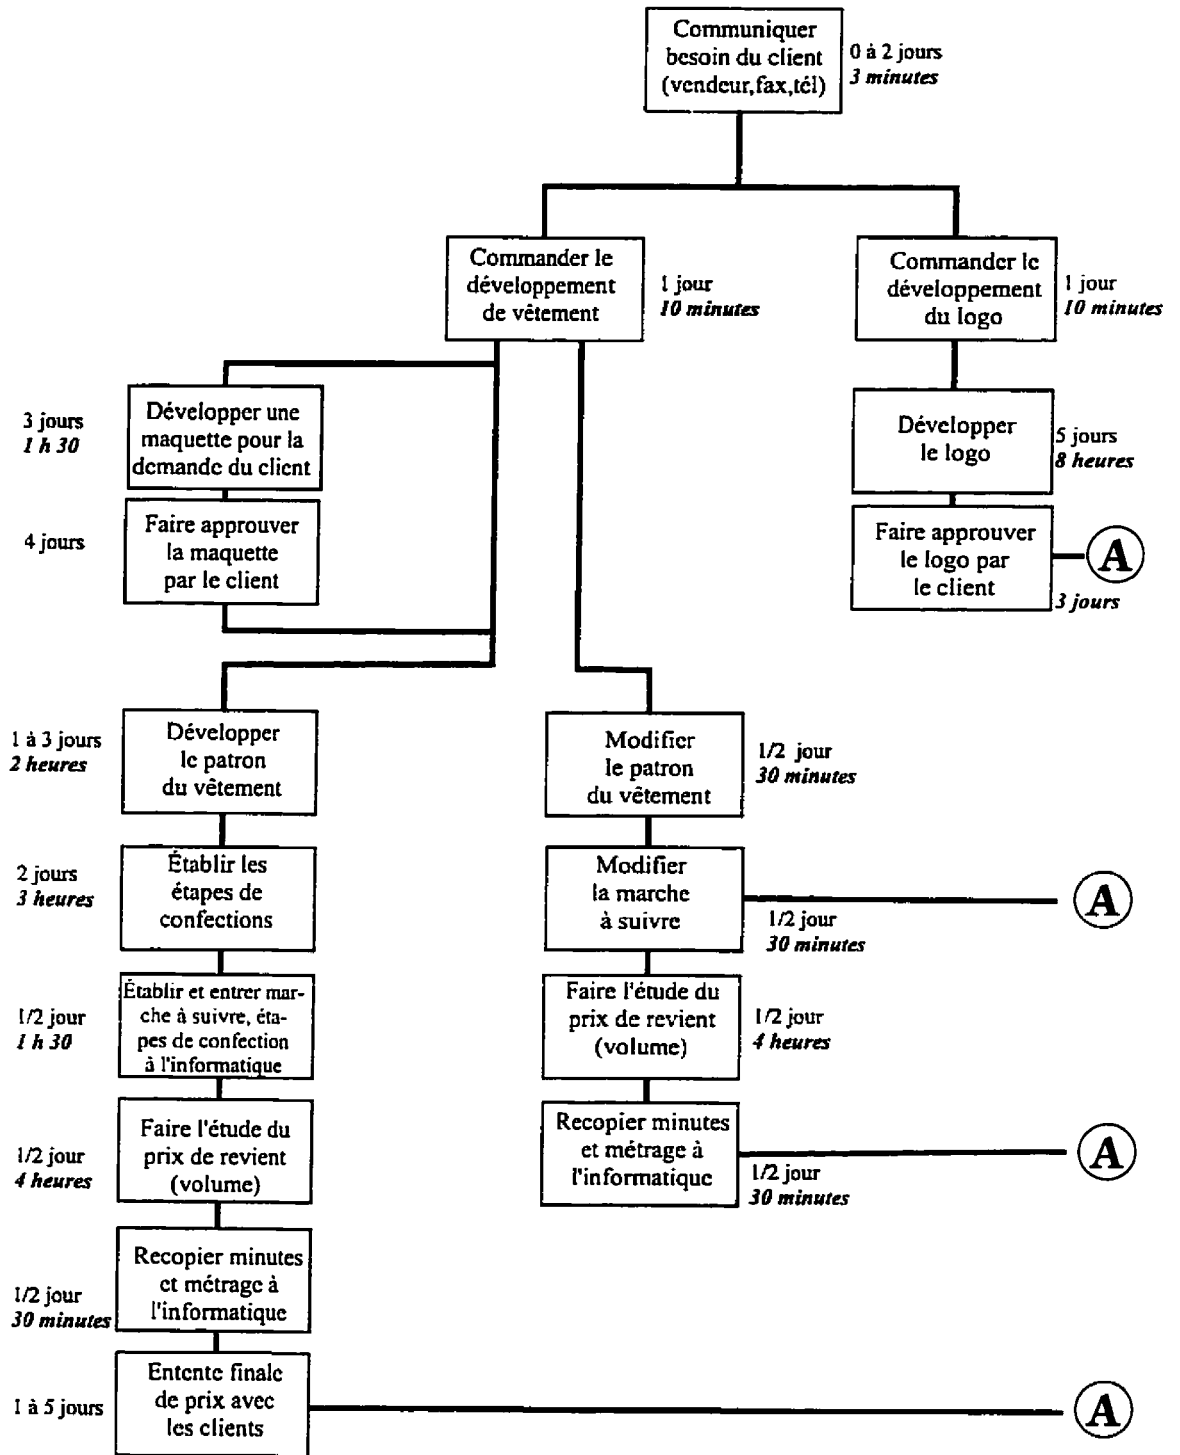 Communiquer
besoin du client
(vendeur,fax,tél)
0 à 2 jours
3 minutes
Commander le
développement
de vêtement
1 jour
10 minutes
Commander le
développement
du logo
1 jour
10 minutes
3 jours
1 h 30
Développer une
maquette pour la
demande du client
Développer
le logo
5 jours
8 heures
4 jours
Faire approuver
la maquette
par le client
Faire approuver
le logo par
le client
3 jours
A
1 à 3 jours
2 heures
Développer
le patron
du vêtement
Modifier
le patron
du vêtement
1/2 jour
30 minutes
2 jours
3 heures
Établir les
étapes de
confections
Modifier
la marche
à suivre
1/2 jour
30 minutes
A
1/2 jour
1 h 30
Établir et entrer mar-
che à suivre, éta-
pes de confection
à l'informatique
Faire l'étude du
prix de revient
(volume)
1/2 jour
4 heures
1/2 jour
4 heures
Faire l'étude du
prix de revient
(volume)
Recopier minutes
et métrage à
l'informatique
1/2 jour
30 minutes
A
1/2 jour
30 minutes
Recopier minutes
et métrage à
l'informatique
1 à 5 jours
Entente finale
de prix avec
les clients
A